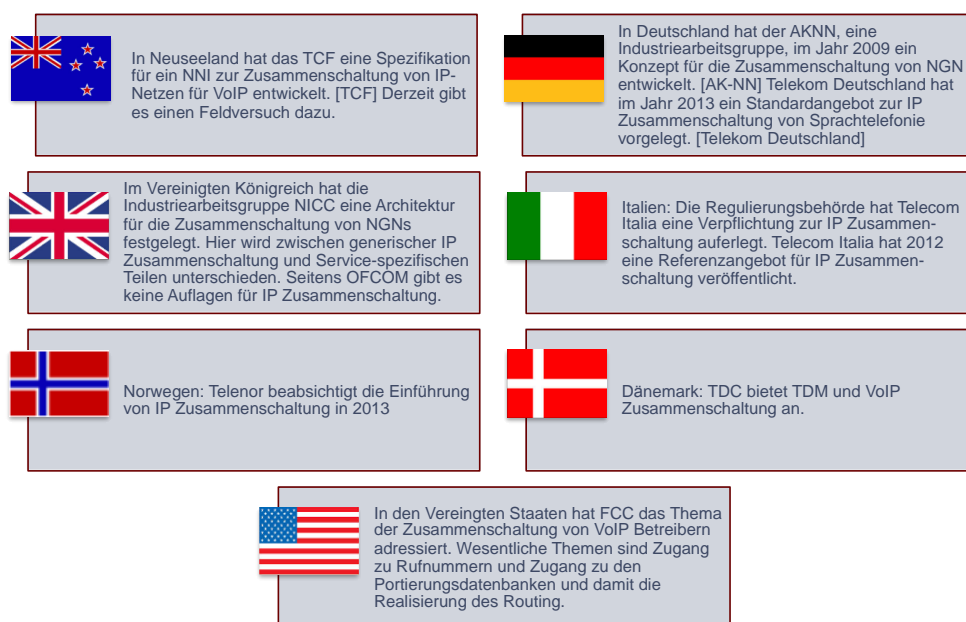 In Neuseeland hat das TCF eine Spezifikation
für ein NNI zur Zusammenschaltung von IP-
Netzen für VoIP entwickelt. [TCF] Derzeit gibt
es einen Feldversuch dazu.
In Deutschland hat der AKNN, eine
Industriearbeitsgruppe, im Jahr 2009 ein
Konzept für die Zusammenschaltung von NGN
entwickelt. [AK-NN] Telekom Deutschland hat
im Jahr 2013 ein Standardangebot zur IP
Zusammenschaltung von Sprachtelefonie
vorgelegt. [Telekom Deutschland]
Im Vereinigten Königreich hat die
Industriearbeitsgruppe NICC eine Architektur
für die Zusammenschaltung von NGNs
festgelegt. Hier wird zwischen generischer IP
Zusammenschaltung und Service-spezifischen
Teilen unterschieden. Seitens OFCOM gibt es
keine Auflagen für IP Zusammenschaltung.
Italien: Die Regulierungsbehörde hat Telecom
Italia eine Verpflichtung zur IP Zusammen-
schaltung auferlegt. Telecom Italia hat 2012
eine Referenzangebot für IP Zusammen-
schaltung veröffentlicht.
Norwegen: Telenor beabsichtigt die Einführung
von IP Zusammenschaltung in 2013
Dänemark: TDC bietet TDM und VoIP
Zusammenschaltung an.
In den Vereingten Staaten hat FCC das Thema
der Zusammenschaltung von VoIP Betreibern
adressiert. Wesentliche Themen sind Zugang
zu Rufnummern und Zugang zu den
Portierungsdatenbanken und damit die
Realisierung des Routing.